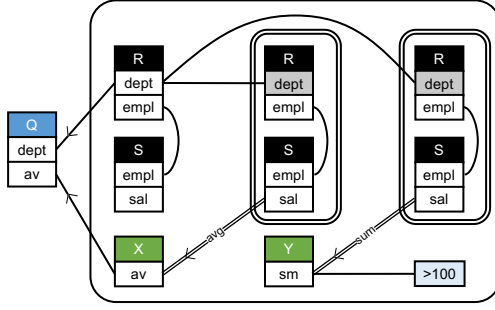 R
dept
empl
S
empl
sal
R
dept
empl
S
empl
sal
R
dept
empl
S
empl
sal
Q
dept
av
X
av
Y
sm
avg
sum
>100